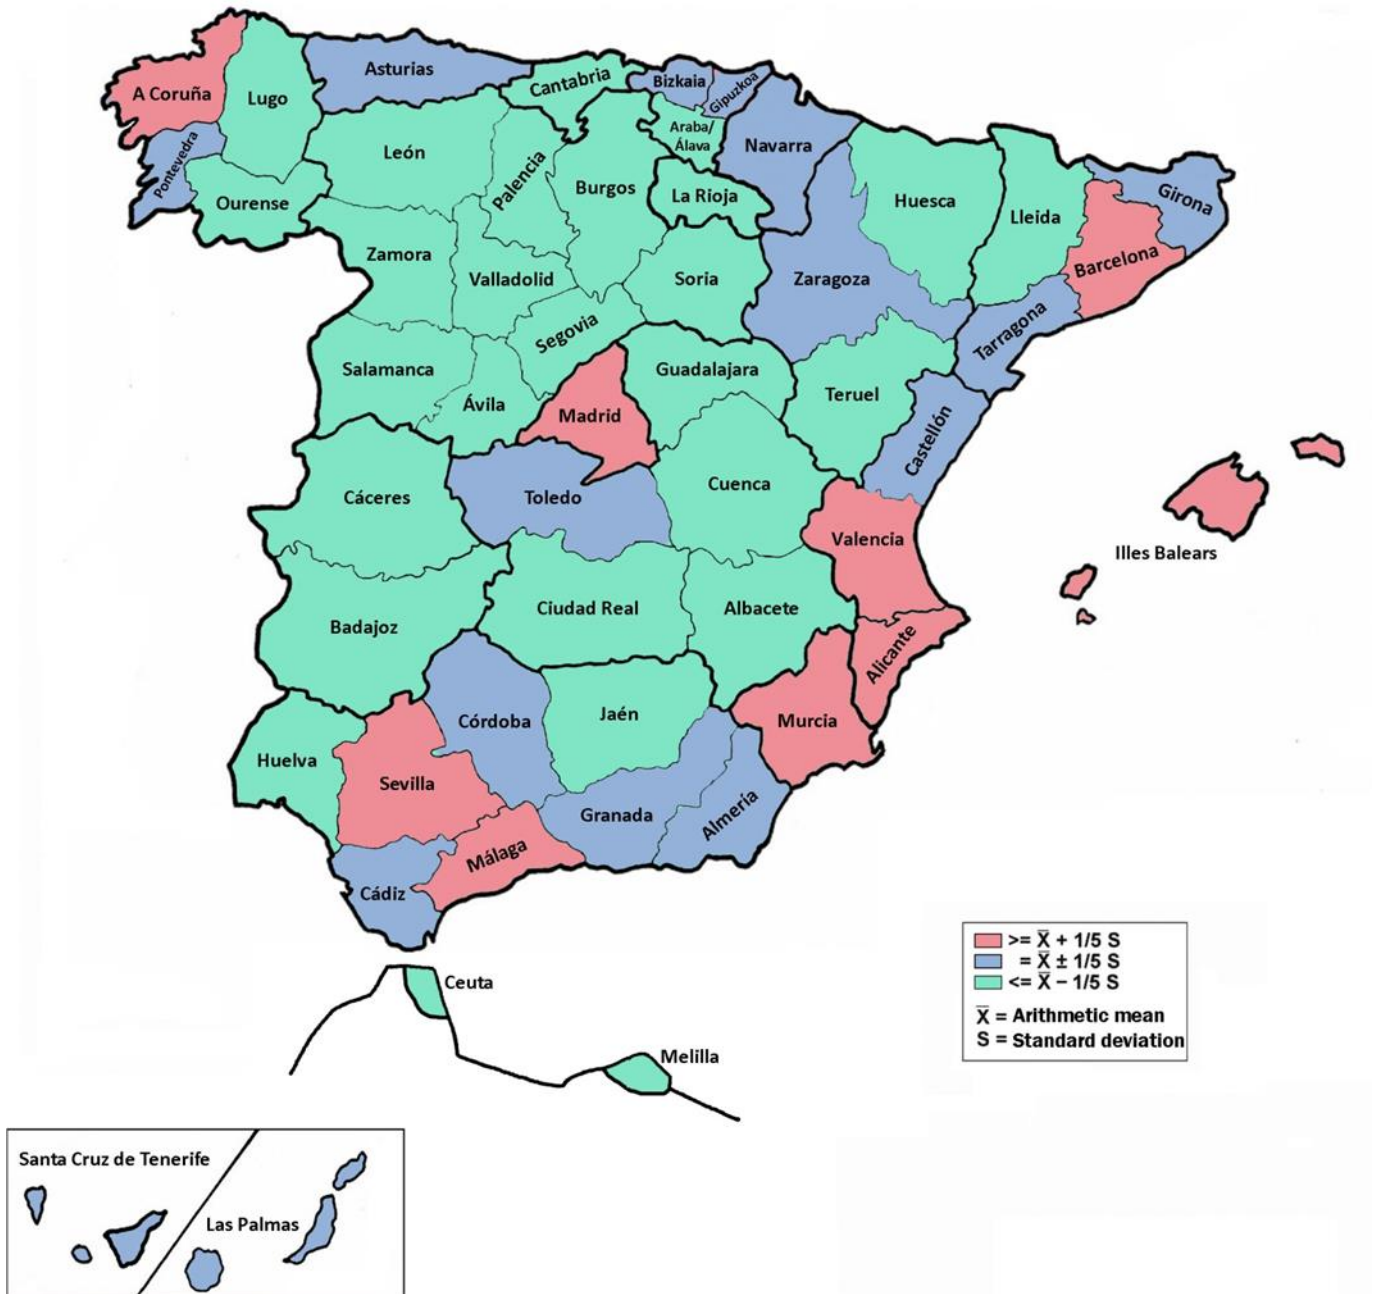 Asturias
Cantabria
Bizkaia
Gipuzkoa
A Coruña
Lugo
Pontevedra
Ourense
León
Palencia
Burgos
Araba/
Álava
Navarra
La Rioja
Huesca
Lleida
Girona
Barcelona
Zamora
Valladolid
Soria
Zaragoza
Segovia
Tarragona
Salamanca
Ávila
Madrid
Guadalajara
Teruel
Castellón
Cáceres
Toledo
Cuenca
Valencia
Illes Balears
Badajoz
Ciudad Real
Albacete
Alicante
Huelva
Sevilla
Córdoba
Jaén
Murcia
Granada
Almería
Málaga
Cádiz
Ceuta
Melilla
>= X̅ + 1/5 S
= X̅ ± 1/5 S
<= X̅ − 1/5 S
X̅ = Arithmetic mean
S = Standard deviation
Santa Cruz de Tenerife
Las Palmas